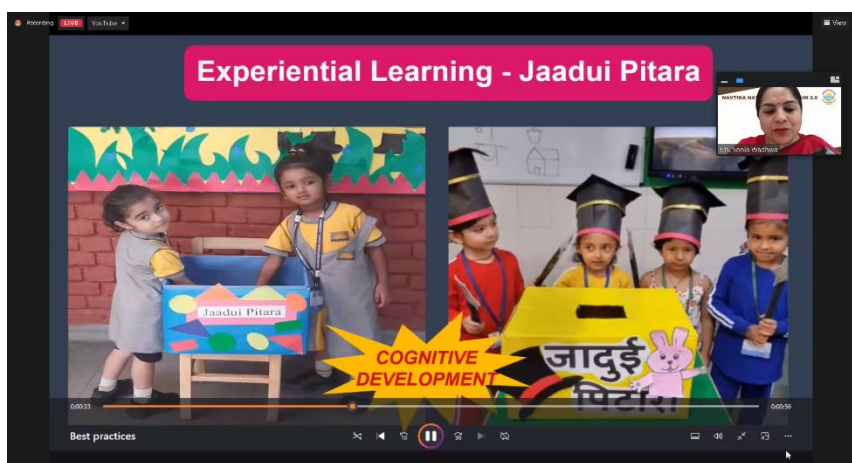 Recording LIVE YouTube
View
Experiential Learning - Jaadui Pitara
Ms. Sonia Wadhwa
Jaadui Pitara
COGNITIVE
DEVELOPMENT
जादुई
पिटारा
0:00:33
0:00:56
Best practices